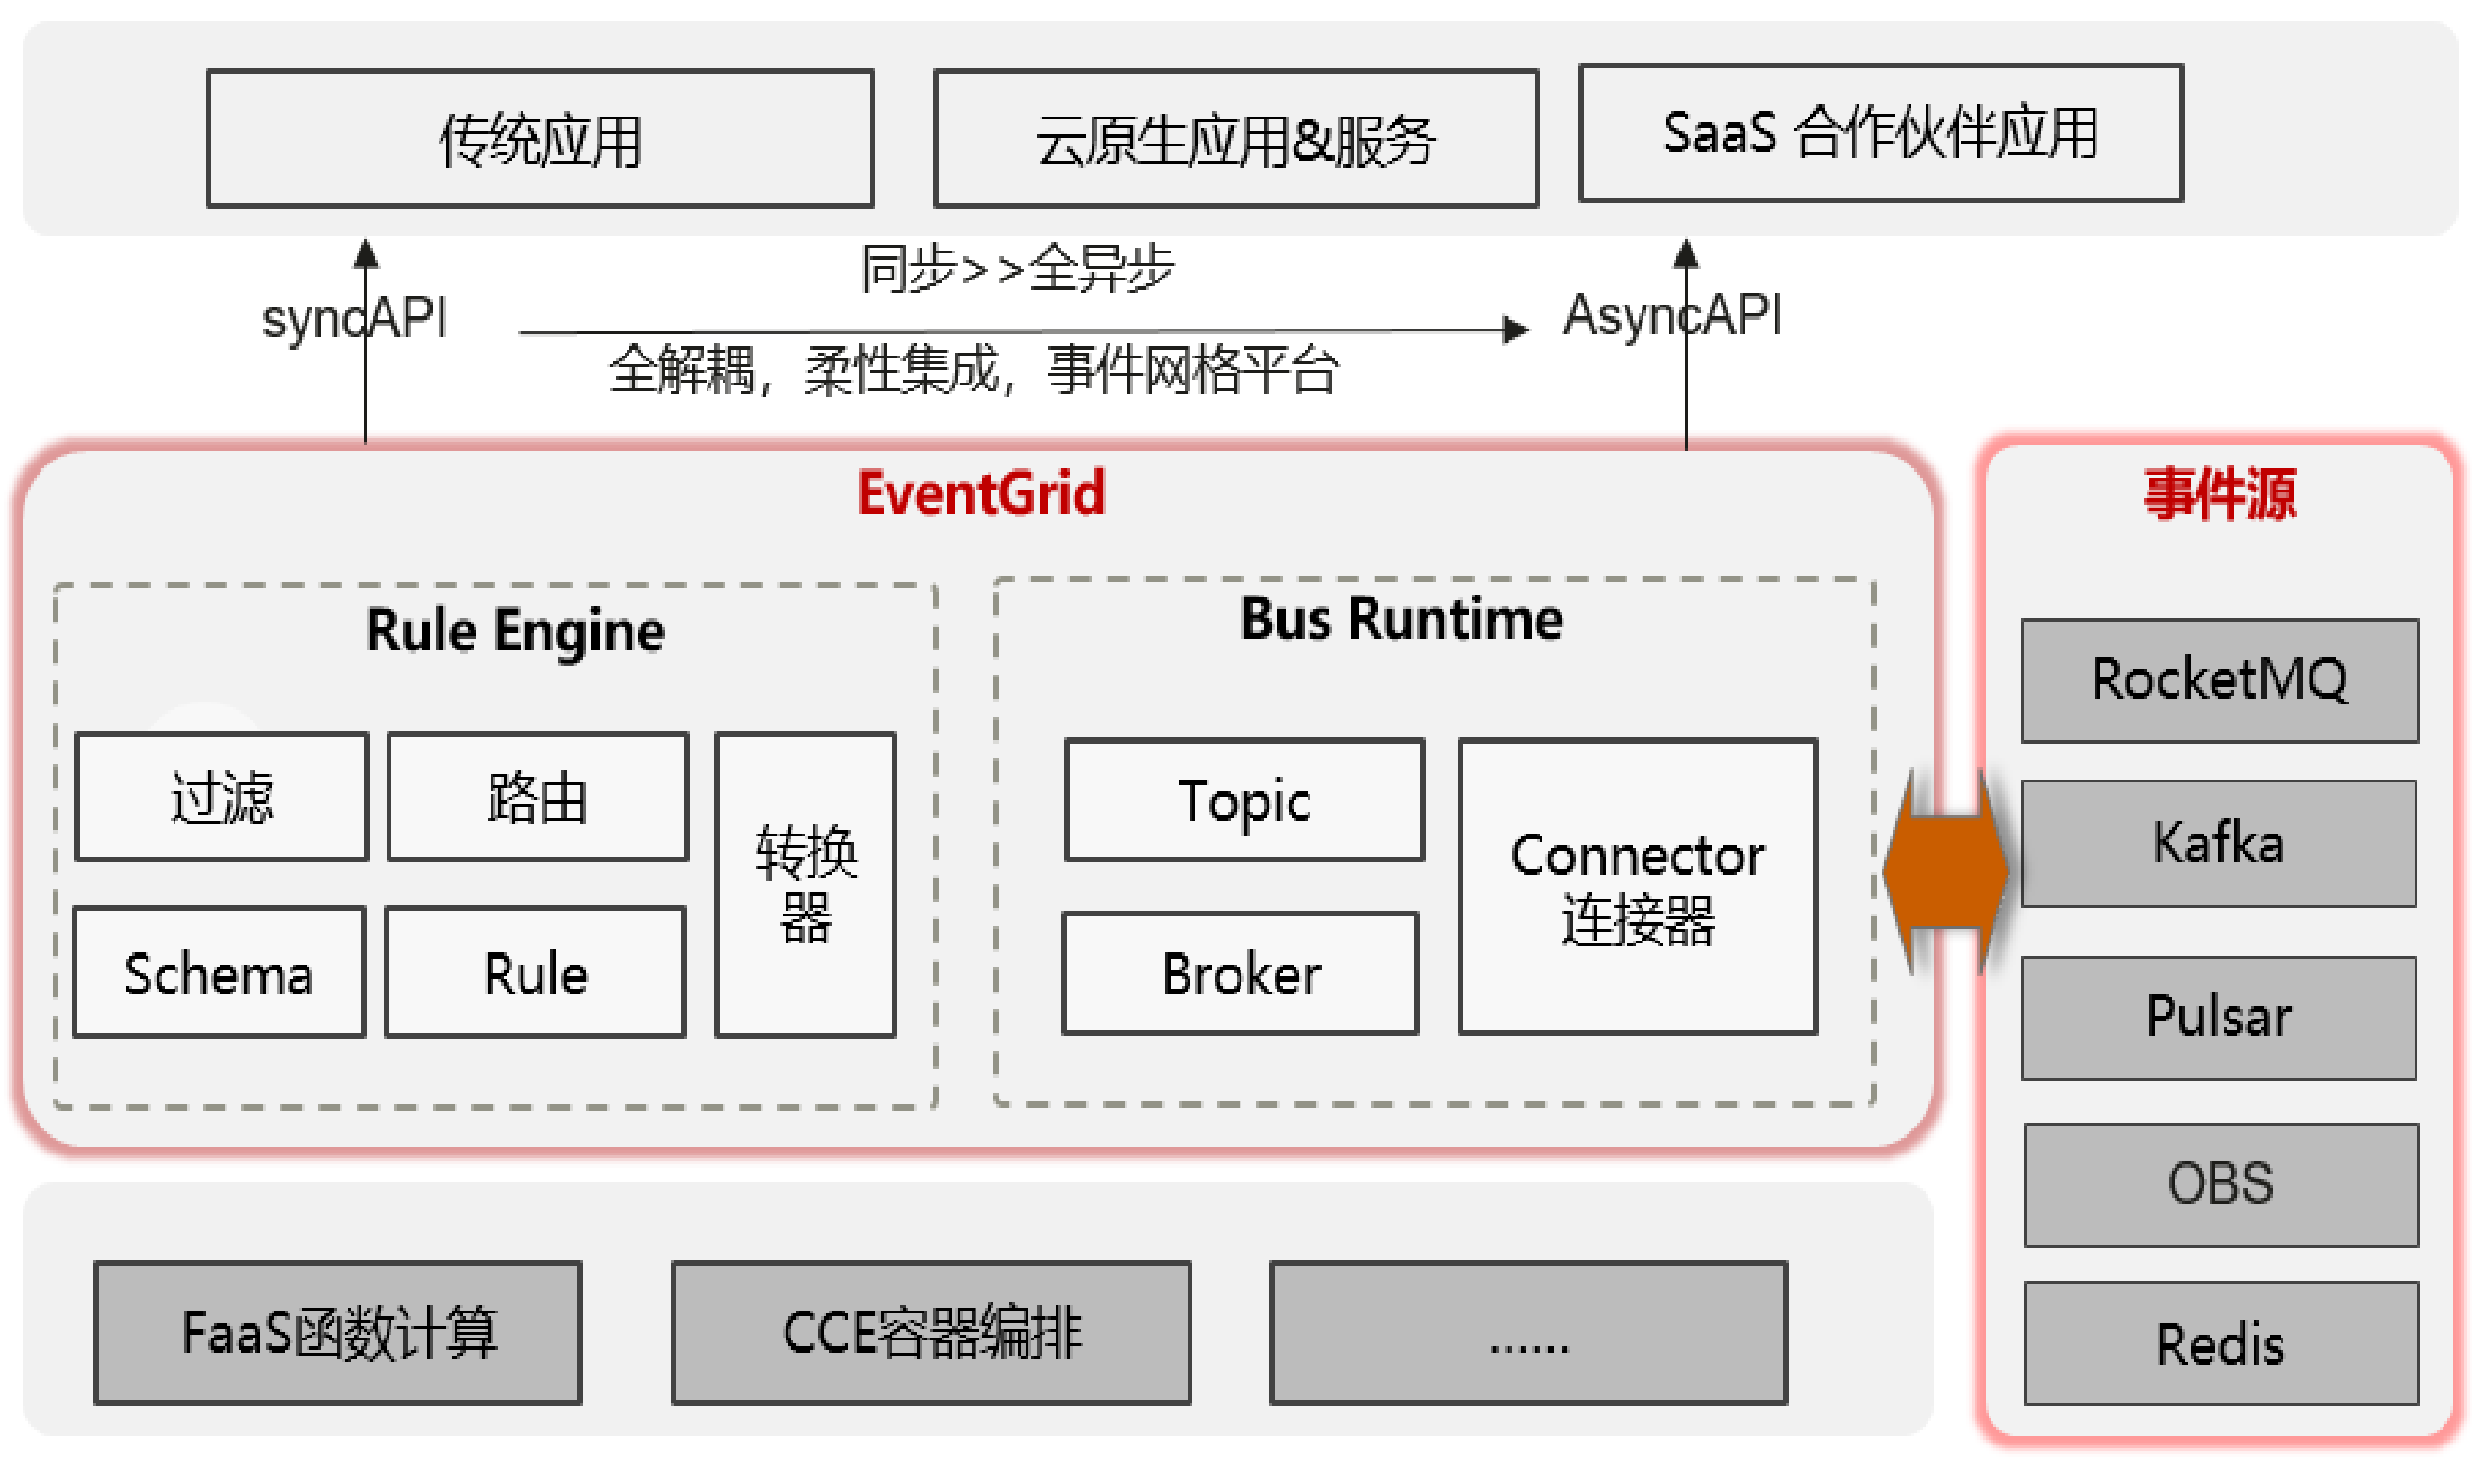 传统应用
云原生应用&服务
SaaS 合作伙伴应用
同步>>全异步
syncAPI
AsyncAPI
全解耦，柔性集成，事件网格平台
EventGrid
Rule Engine
过滤
路由
转换
器
Schema
Rule
Bus Runtime
Topic
Connector
连接器
Broker
事件源
RocketMQ
Kafka
Pulsar
OBS
Redis
FaaS函数计算
CCE容器编排
......